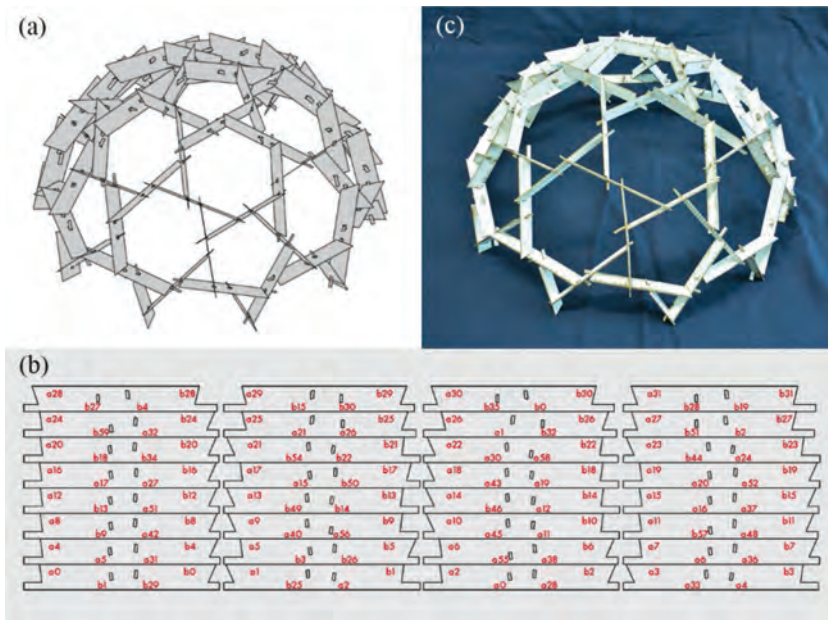 (a)
(c)
(b)
a28 b28 a29 b29 a30 b30 a31 b31
b27 b4 b15 b30 b35 b0 b28 b19
a24 b24 a25 b25 a26 b26 a27 b27
b59 a32 a21 a26 a1 b32 b51 b2
a20 b20 a21 b21 a22 b22 a23 b23
b18 b34 b54 b22 a30 a58 b44 a24
a16 b16 a17 b17 a18 b18 a19 b19
a17 a27 a15 b50 a43 a19 a20 a52
a12 b12 a13 b13 a14 b14 a15 b15
b13 a51 b49 b14 b46 a12 a16 a37
a8 b8 a9 b9 a10 b10 a11 b11
b9 a42 a40 a56 a45 a11 b57 a48
a4 b4 a5 b5 a6 b6 a7 b7
a5 a31 b3 b26 a55 a38 a6 a36
a0 b0 a1 b1 a2 b2 a3 b3
b1 b29 b25 a2 a0 a28 a33 a4